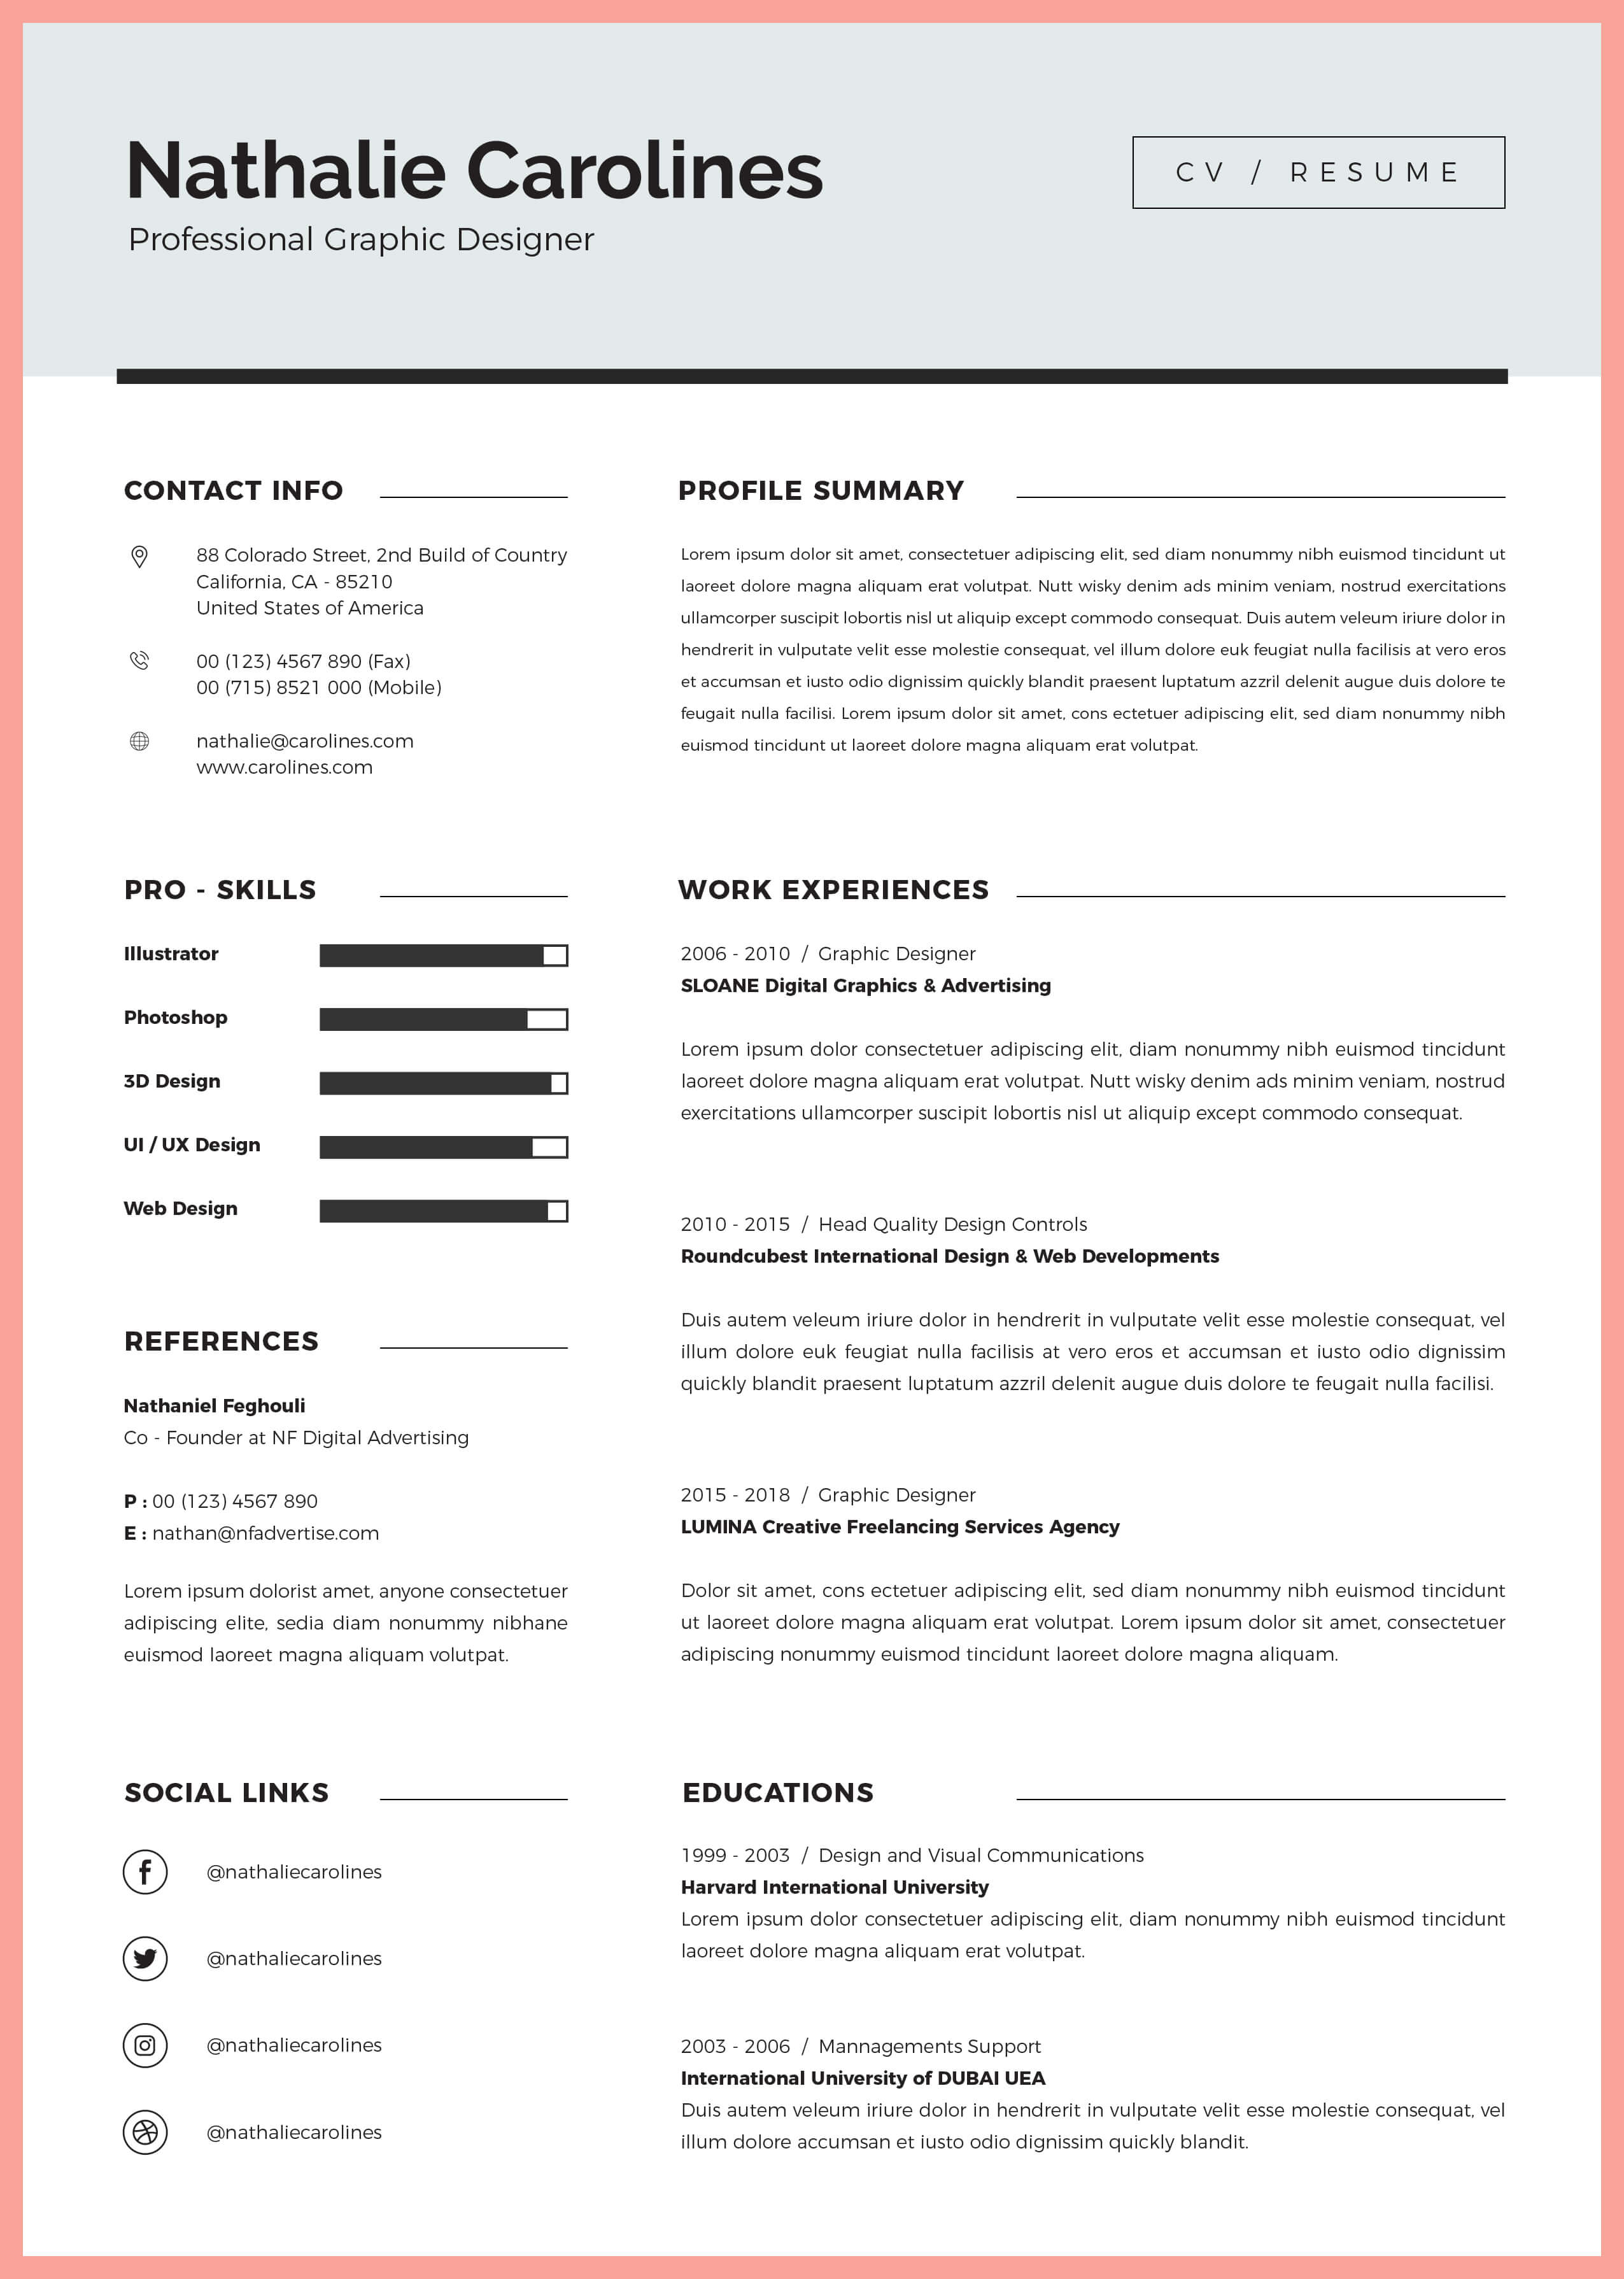 Nathalie Carolines
Professional Graphic Designer
CV / RESUME
CONTACT INFO
88 Colorado Street, 2nd Build of Country
California, CA - 85210
United States of America
00 (123) 4567 890 (Fax)
00 (715) 8521 000 (Mobile)
nathalie@carolines.com
www.carolines.com
PRO - SKILLS
Illustrator
Photoshop
3D Design
UI / UX Design
Web Design
REFERENCES
Nathaniel Feghouli
Co - Founder at NF Digital Advertising
P : 00 (123) 4567 890
E : nathan@nfadvertise.com
Lorem ipsum dolorist amet, anyone consectetuer
adipiscing elite, sedia diam nonummy nibhane
euismod laoreet magna aliquam volutpat.
SOCIAL LINKS
@nathaliecarolines
@nathaliecarolines
@nathaliecarolines
@nathaliecarolines
PROFILE SUMMARY
Lorem ipsum dolor sit amet, consectetuer adipiscing elit, sed diam nonummy nibh euismod tincidunt ut
laoreet dolore magna aliquam erat volutpat. Nutt wisky denim ads minim veniam, nostrud exercitations
ullamcorper suscipit lobortis nisl ut aliquip except commodo consequat. Duis autem veleum iriure dolor in
hendrerit in vulputate velit esse molestie consequat, vel illum dolore euk feugiat nulla facilisis at vero eros
et accumsan et iusto odio dignissim quickly blandit praesent luptatum azzril delenit augue duis dolore te
feugait nulla facilisi. Lorem ipsum dolor sit amet, cons ectetuer adipiscing elit, sed diam nonummy nibh
euismod tincidunt ut laoreet dolore magna aliquam erat volutpat.
WORK EXPERIENCES
2006 - 2010 / Graphic Designer
SLOANE Digital Graphics & Advertising
Lorem ipsum dolor consectetuer adipiscing elit, diam nonummy nibh euismod tincidunt
laoreet dolore magna aliquam erat volutpat. Nutt wisky denim ads minim veniam, nostrud
exercitations ullamcorper suscipit lobortis nisl ut aliquip except commodo consequat.
2010 - 2015 / Head Quality Design Controls
Roundcubest International Design & Web Developments
Duis autem veleum iriure dolor in hendrerit in vulputate velit esse molestie consequat, vel
illum dolore euk feugiat nulla facilisis at vero eros et accumsan et iusto odio dignissim
quickly blandit praesent luptatum azzril delenit augue duis dolore te feugait nulla facilisi.
2015 - 2018 / Graphic Designer
LUMINA Creative Freelancing Services Agency
Dolor sit amet, cons ectetuer adipiscing elit, sed diam nonummy nibh euismod tincidunt
ut laoreet dolore magna aliquam erat volutpat. Lorem ipsum dolor sit amet, consectetuer
adipiscing nonummy euismod tincidunt laoreet dolore magna aliquam.
EDUCATIONS
1999 - 2003 / Design and Visual Communications
Harvard International University
Lorem ipsum dolor consectetuer adipiscing elit, diam nonummy nibh euismod tincidunt
laoreet dolore magna aliquam erat volutpat.
2003 - 2006 / Mannagements Support
International University of DUBAI UEA
Duis autem veleum iriure dolor in hendrerit in vulputate velit esse molestie consequat, vel
illum dolore accumsan et iusto odio dignissim quickly blandit.